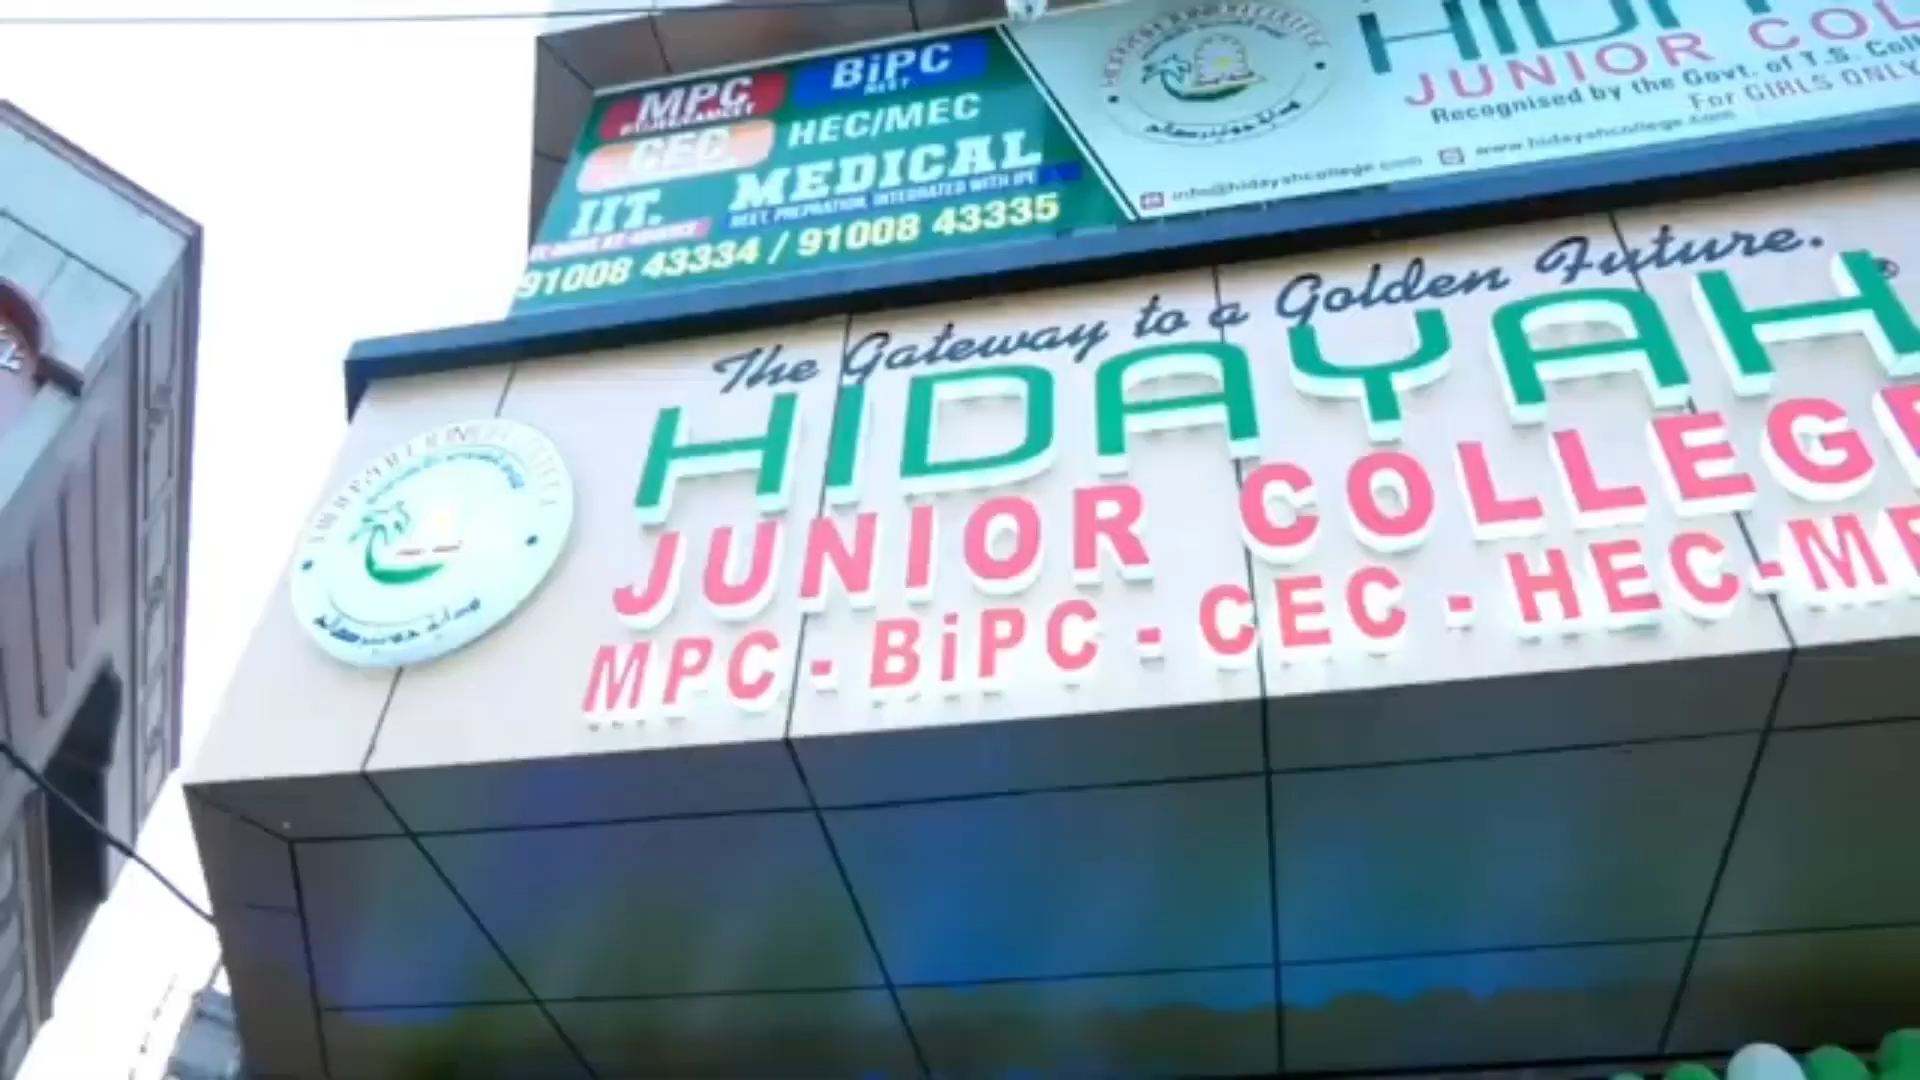 MPC
BiPC
NEET
CEC
HEC/MEC
IIT.
MEDICAL
NEET PREPRATION, INTEGRATED WITH IPE
91008 43334 / 91008 43335
JUNIOR COL
Recognised by the Govt. of T.S. Coll
For GIRLS ONLY
info@hidayahcollege.com
www.hidayahcollege.com
The Gateway to a Golden Future.
HIDAYAH®
JUNIOR COLLEGE
MPC - BiPC - CEC - HEC-ME